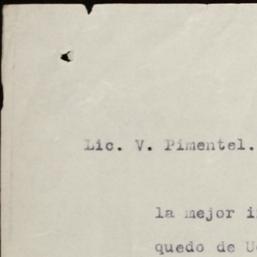 Lic. V. Pimentel.
la mejor
quedo de